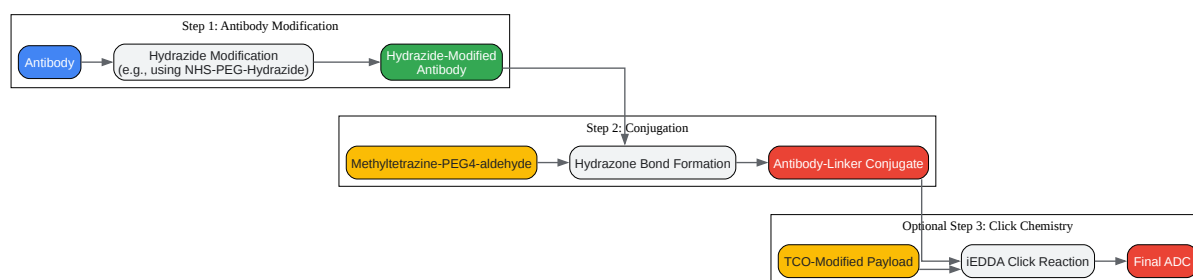 Step 1: Antibody Modification
Antibody
Hydrazide Modification
(e.g., using NHS-PEG-Hydrazide)
Hydrazide-Modified
Antibody
Step 2: Conjugation
Methyltetrazine-PEG4-aldehyde
Hydrazone Bond Formation
Antibody-Linker Conjugate
Optional Step 3: Click Chemistry
TCO-Modified Payload
iEDDA Click Reaction
Final ADC